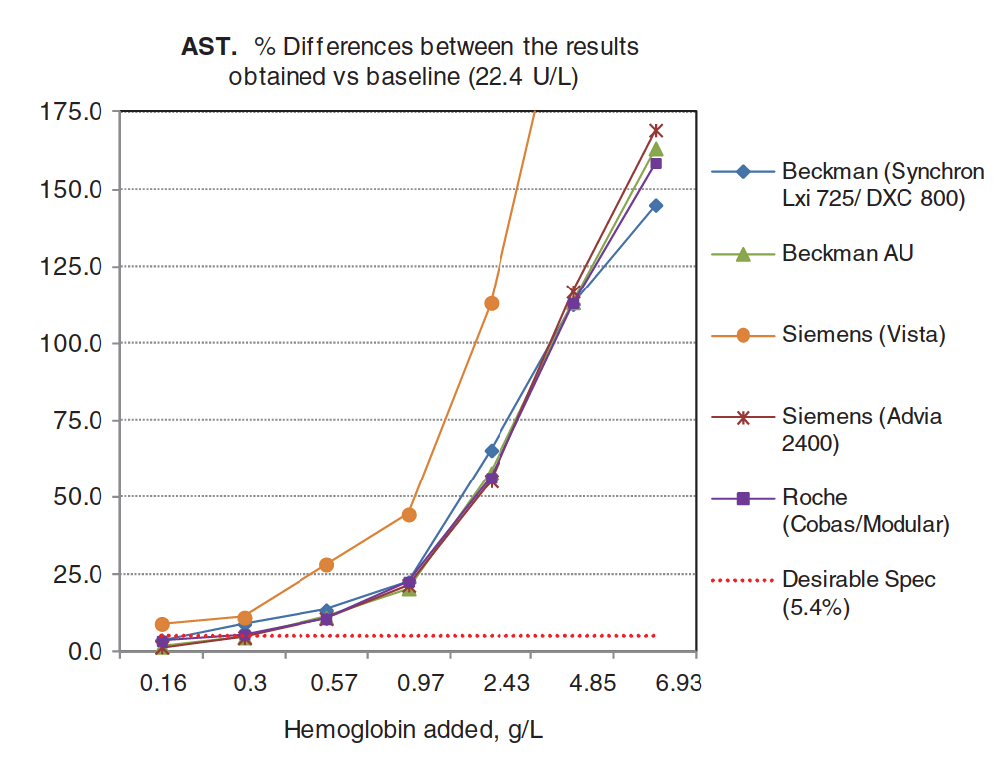 AST. % Differences between the results
obtained vs baseline (22.4 U/L)
175.0
150.0
125.0
100.0
75.0
50.0
25.0
0.0
0.16 0.3 0.57 0.97 2.43 4.85 6.93
Hemoglobin added, g/L
Beckman (Synchron
Lxi 725/ DXC 800)
Beckman AU
Siemens (Vista)
Siemens (Advia
2400)
Roche
(Cobas/Modular)
Desirable Spec
(5.4%)